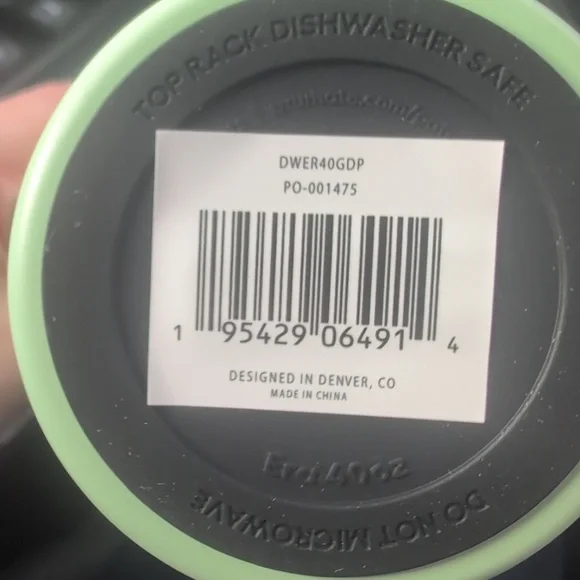 TOP RACK DISHWASHER SAFE
DWER40GDP
PO-001475
1 95429 06491 4
DESIGNED IN DENVER, CO
MADE IN CHINA
40oz
DO NOT MICROWAVE